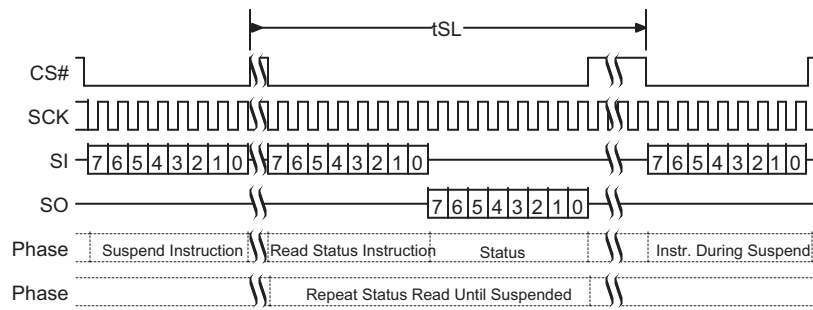 tSL
CS#
SCK
SI 7 6 5 4 3 2 1 0 7 6 5 4 3 2 1 0 7 6 5 4 3 2 1 0
SO 7 6 5 4 3 2 1 0
Phase Suspend Instruction Read Status Instruction Status Instr. During Suspend
Phase Repeat Status Read Until Suspended